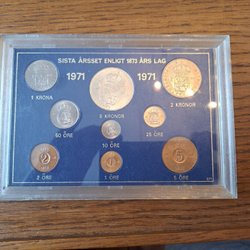 SISTA ÅRSSET ENLIGT 1873 ÅRS LAG
1971 1971
1 KRONA 5 KRONOR 2 KRONOR
50 ÖRE 25 ÖRE
10 ÖRE
2 ÖRE 1 ÖRE 5 ÖRE